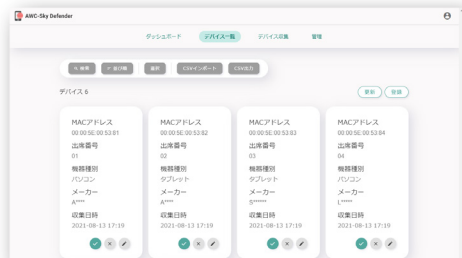 AWC-Sky Defender
ダッシュボード デバイス一覧 デバイス収集 管理
検索 並び順 選択 CSVインポート CSV出力
デバイス 6
更新 登録
MACアドレス
00:00:5E:00:53:81
出席番号
01
機器種別
パソコン
メーカー
A****
収集日時
2021-08-13 17:19
MACアドレス
00:00:5E:00:53:82
出席番号
02
機器種別
タブレット
メーカー
A****
収集日時
2021-08-13 17:19
MACアドレス
00:00:5E:00:53:83
出席番号
03
機器種別
タブレット
メーカー
S******
収集日時
2021-08-13 17:19
MACアドレス
00:00:5E:00:53:84
出席番号
04
機器種別
パソコン
メーカー
L*****
収集日時
2021-08-13 17:19